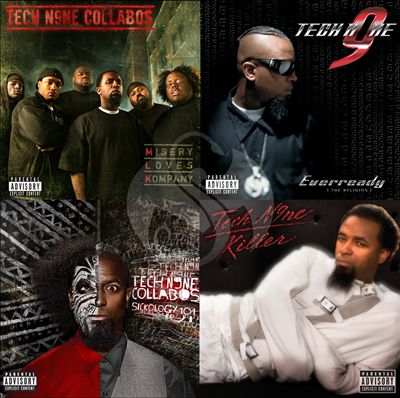 TECH N9NE COLLABOS
MISERY
LOVES
KOMPANY
PARENTAL
ADVISORY
EXPLICIT CONTENT
TECH N9NE
Everready
[ THE RELIGION ]
PARENTAL
ADVISORY
EXPLICIT CONTENT
TECH N9NE
COLLABOS
SICKOLOGY 101
PARENTAL
ADVISORY
EXPLICIT CONTENT
Tech N9ne
Killer
PARENTAL
ADVISORY
EXPLICIT CONTENT